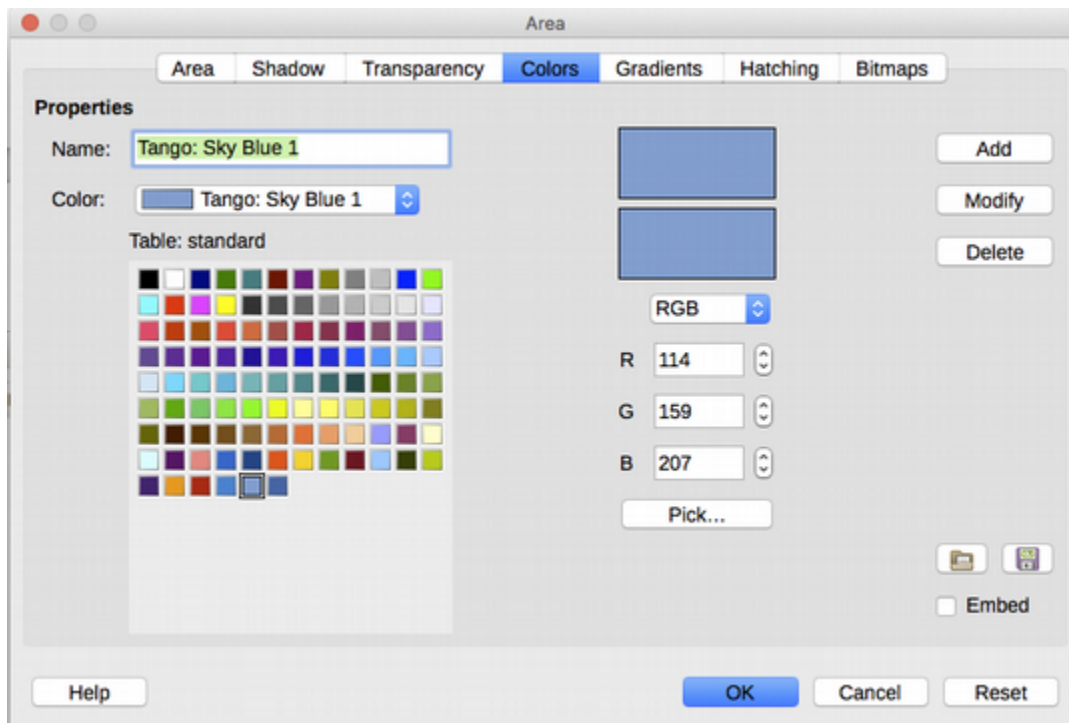 Area
Area Shadow Transparency Colors Gradients Hatching Bitmaps
Properties
Name: Tango: Sky Blue 1
Add
Color: Tango: Sky Blue 1
Modify
Table: standard
Delete
RGB
R 114
G 159
B 207
Pick...
Embed
Help OK Cancel Reset